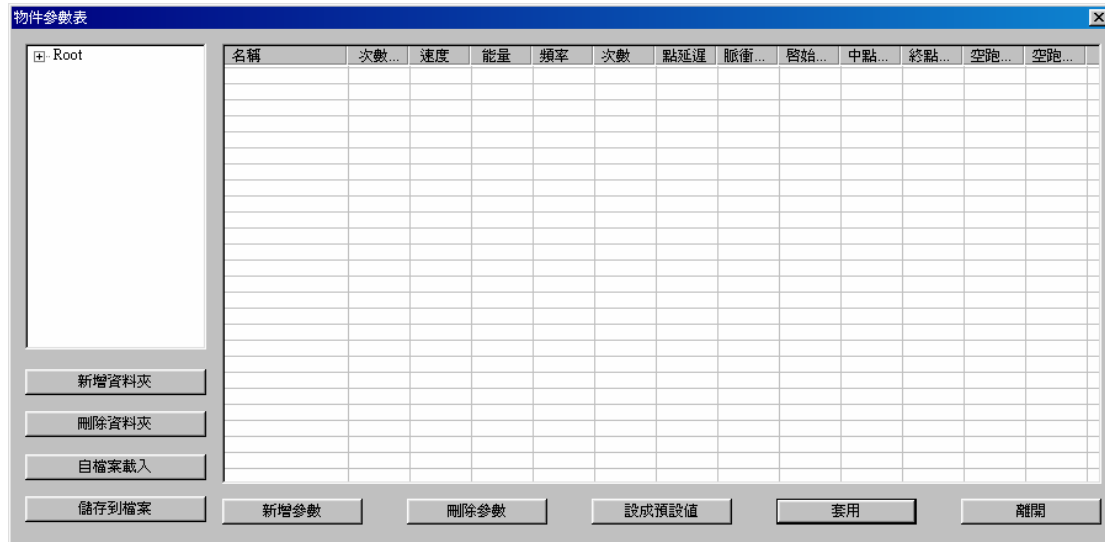 物件參數表
Root
名稱 次數... 速度 能量 頻率 次數 點延遲 脈衝... 啓始... 中點... 終點... 空跑... 空跑...
新增資料夾
刪除資料夾
自檔案載入
儲存到檔案
新增參數 刪除參數 設成預設值 套用 離開